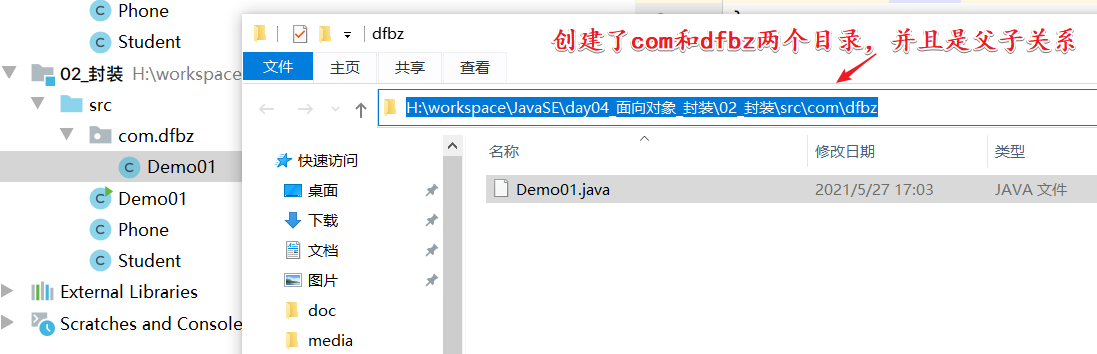 Phone
Student
02_封装 H:\workspace
src
com.dfbz
Demo01
Demo01
Phone
Student
External Libraries
Scratches and Console
dfbz
创建了com和dfbz两个目录，并且是父子关系
文件 主页 共享 查看
H:\workspace\JavaSE\day04_面向对象_封装\02_封装\src\com\dfbz
快速访问
桌面
下载
文档
图片
doc
media
名称 修改日期 类型
Demo01.java 2021/5/27 17:03 JAVA 文件